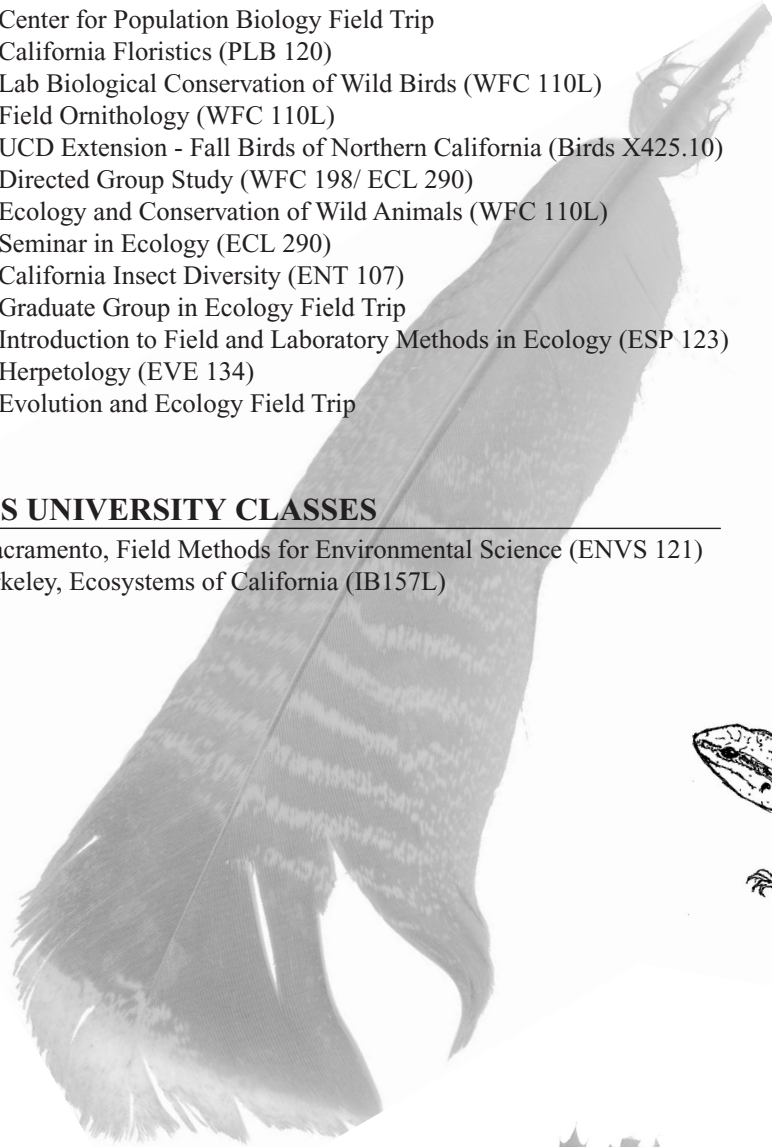 Center for Population Biology Field Trip
California Floristics (PLB 120)
Lab Biological Conservation of Wild Birds (WFC 110L)
Field Ornithology (WFC 110L)
UCD Extension - Fall Birds of Northern California (Birds X425.10)
Directed Group Study (WFC 198/ ECL 290)
Ecology and Conservation of Wild Animals (WFC 110L)
Seminar in Ecology (ECL 290)
California Insect Diversity (ENT 107)
Graduate Group in Ecology Field Trip
Introduction to Field and Laboratory Methods in Ecology (ESP 123)
Herpetology (EVE 134)
Evolution and Ecology Field Trip
S UNIVERSITY CLASSES
acramento, Field Methods for Environmental Science (ENVS 121)
keley, Ecosystems of California (IB157L)